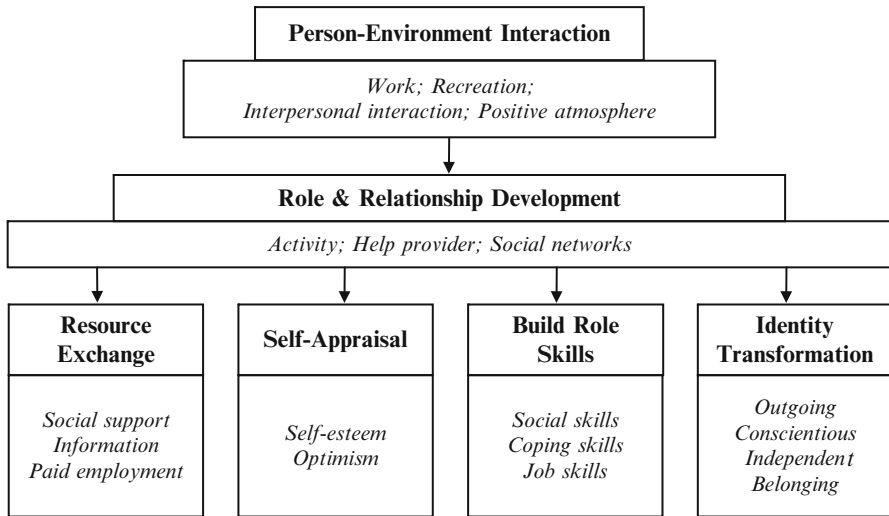 Person-Environment Interaction
Work; Recreation;
Interpersonal interaction; Positive atmosphere
Role & Relationship Development
Activity; Help provider; Social networks
Resource
Exchange
Social support
Information
Paid employment
Self-Appraisal
Self-esteem
Optimism
Build Role
Skills
Social skills
Coping skills
Job skills
Identity
Transformation
Outgoing
Conscientious
Independent
Belonging